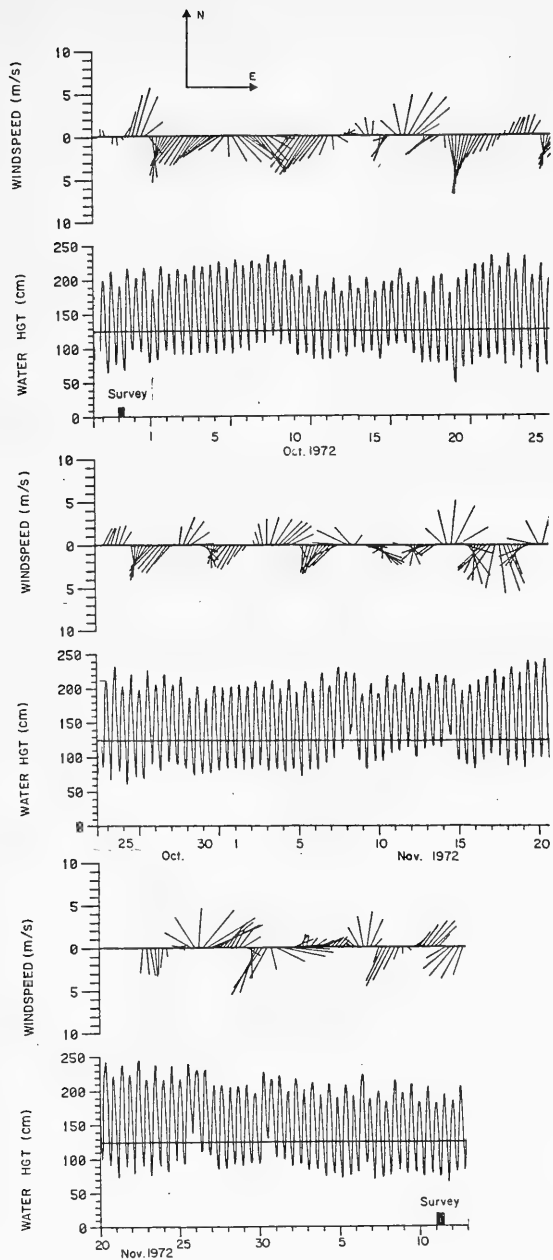 N
E
WINDSPEED (m/s)
10
5
0
5
10
WATER HGT (cm)
250
200
150
100
50
0
Survey
1 5 10 15 20 25
Oct. 1972
WINDSPEED (m/s)
10
5
0
5
10
WATER HGT (cm)
250
200
150
100
50
0
25 30 1 5 10 15 20
Oct. Nov. 1972
WINDSPEED (m/s)
10
5
0
5
10
WATER HGT (cm)
250
200
150
100
50
0
Survey
20 25 30 5 10
Nov. 1972